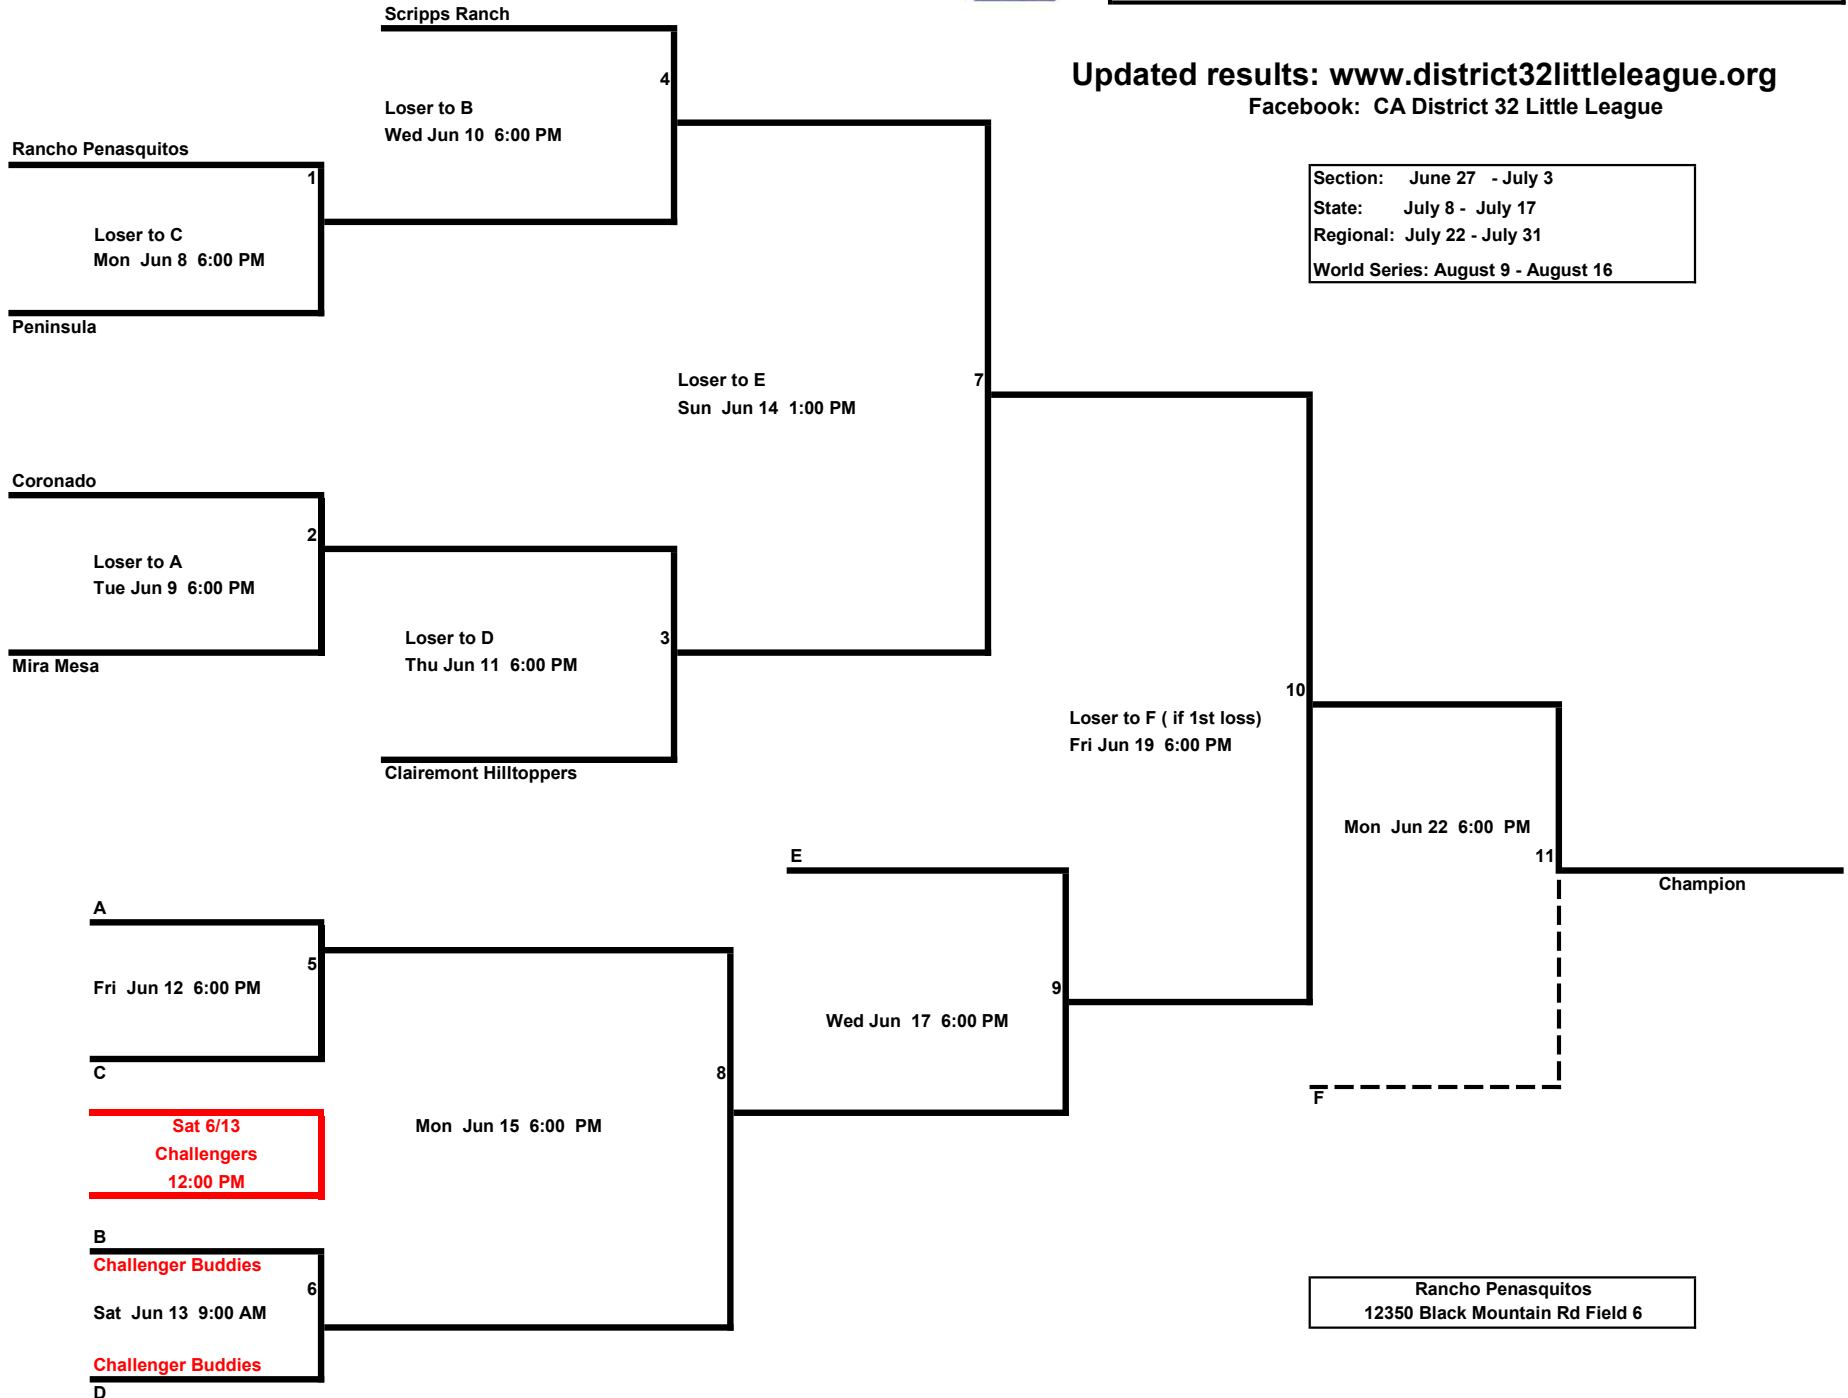 Scripps Ranch
4
Updated results: www.district32littleleague.org
Facebook: CA District 32 Little League
Loser to B
Wed Jun 10 6:00 PM
Rancho Penasquitos
1
Section: June 27 - July 3
State: July 8 - July 17
Regional: July 22 - July 31
World Series: August 9 - August 16
Loser to C
Mon Jun 8 6:00 PM
Peninsula
Loser to E
7
Sun Jun 14 1:00 PM
Coronado
2
Loser to A
Tue Jun 9 6:00 PM
Loser to D
3
Thu Jun 11 6:00 PM
Mira Mesa
10
Loser to F ( if 1st loss)
Fri Jun 19 6:00 PM
Clairemont Hilltoppers
Mon Jun 22 6:00 PM
E
11
Champion
A
5
Fri Jun 12 6:00 PM
9
Wed Jun 17 6:00 PM
C
8
F
Sat 6/13
Challengers
12:00 PM
Mon Jun 15 6:00 PM
B
Challenger Buddies
6
Sat Jun 13 9:00 AM
Challenger Buddies
D
Rancho Penasquitos
12350 Black Mountain Rd Field 6